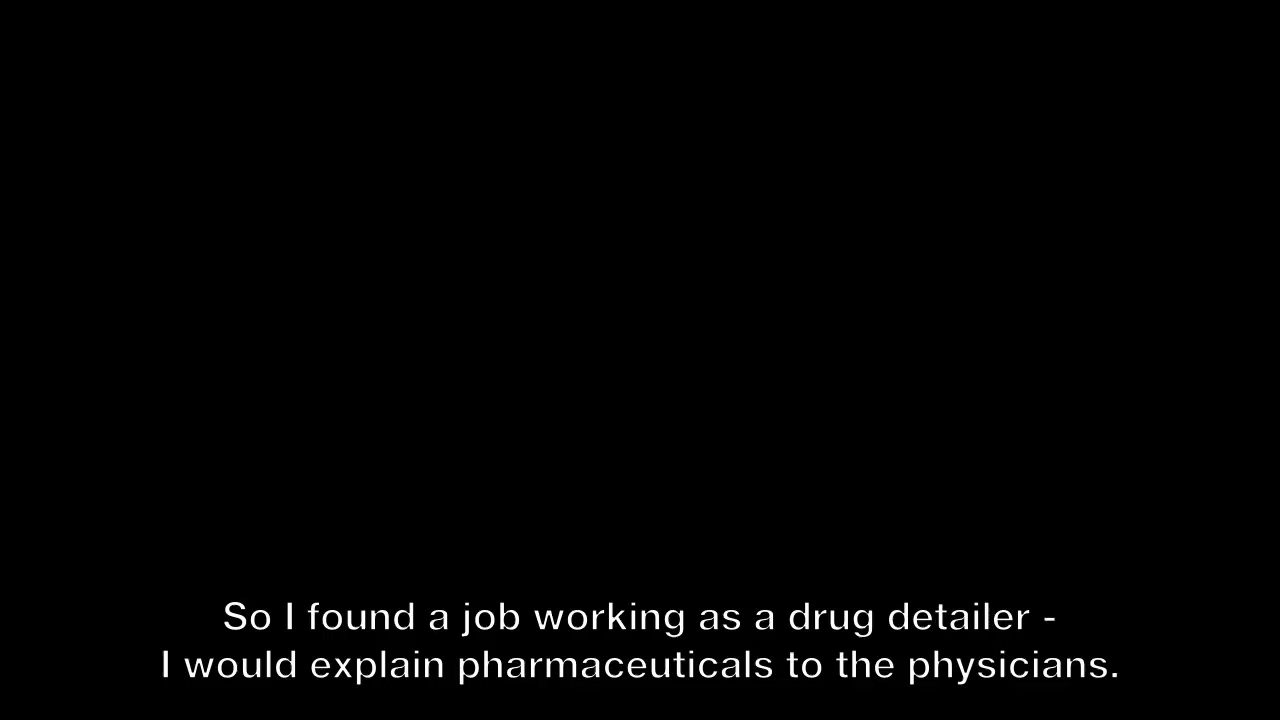 So I found a job working as a drug detailer -
I would explain pharmaceuticals to the physicians.